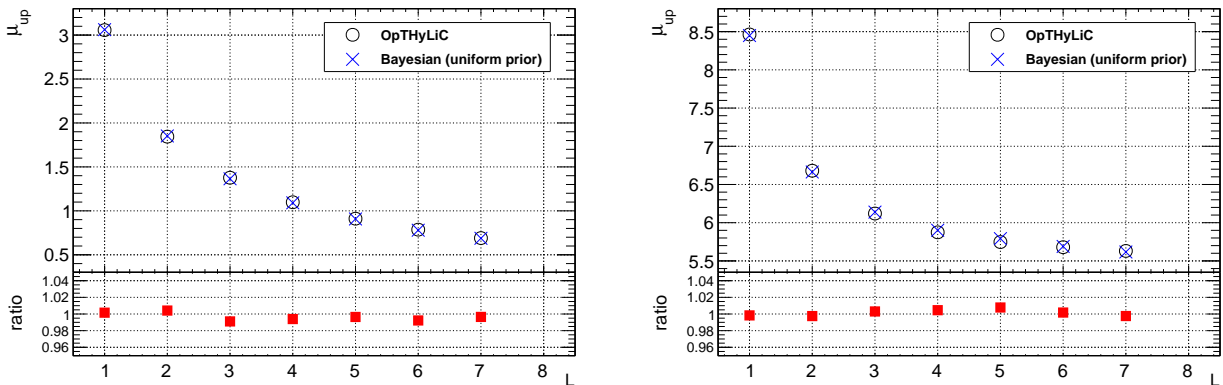 μup
3
2.5
2
1.5
1
0.5
OpTHyLiC
Bayesian (uniform prior)
ratio
1.04
1.02
1
0.98
0.96
1 2 3 4 5 6 7 8 L
μup
8.5
8
7.5
7
6.5
6
5.5
OpTHyLiC
Bayesian (uniform prior)
ratio
1.04
1.02
1
0.98
0.96
1 2 3 4 5 6 7 8 L